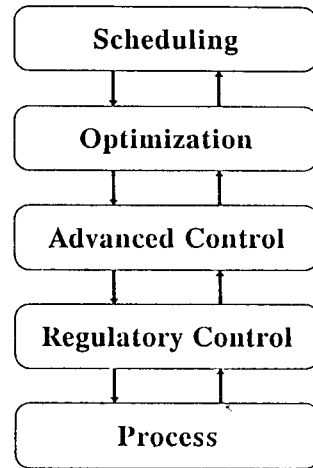 Scheduling
Optimization
Advanced Control
Regulatory Control
Process